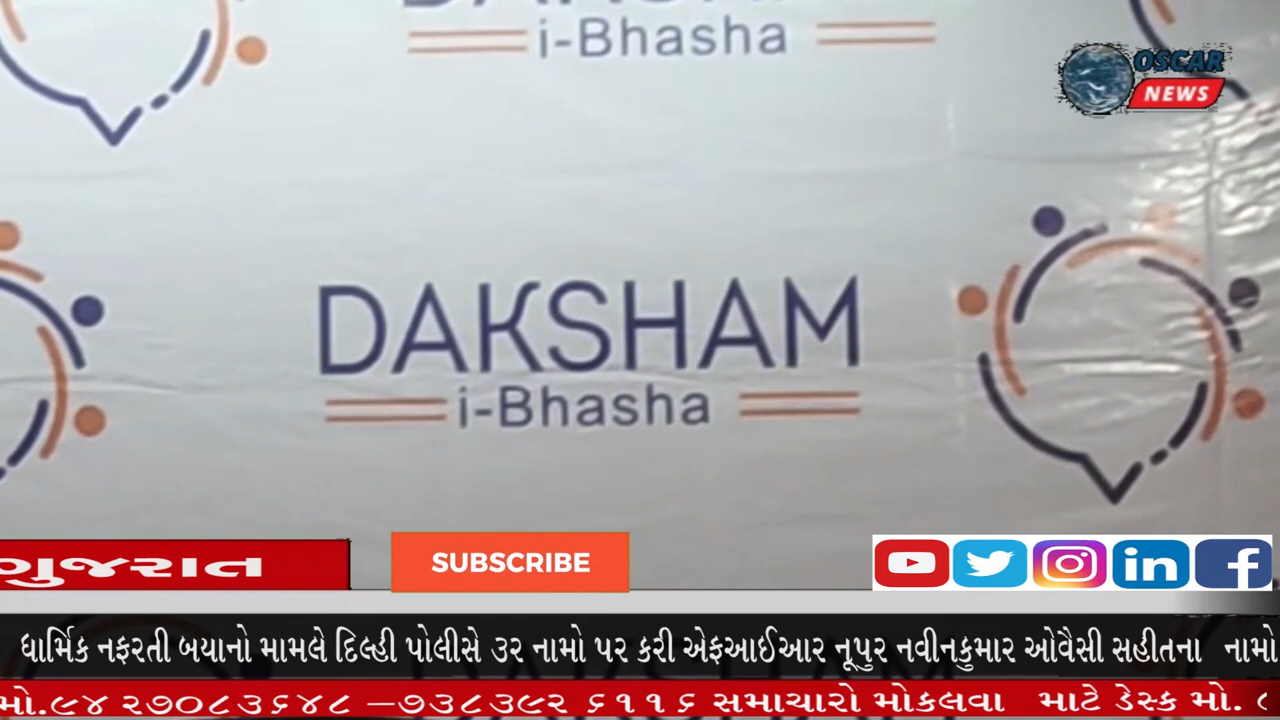 i-Bhasha
OSCAR
NEWS
DAKSHAM
i-Bhasha
ગુજરાત
SUBSCRIBE
ધાર્મિક નફરતી બયાનો મામલે દિલ્હી પોલીસે ૩૨ નામો પર કરી એફઆઈઆર નૂપુર નવીનકુમાર ઓવૈસી સહીતના નામો
મો.૯૪ ૨૭૦૮૩૬૪૮ –૭૩૮૩૯૨ ૬૧૧૬ સમાચારો મોકલવા માટે ડેસ્ક મો.